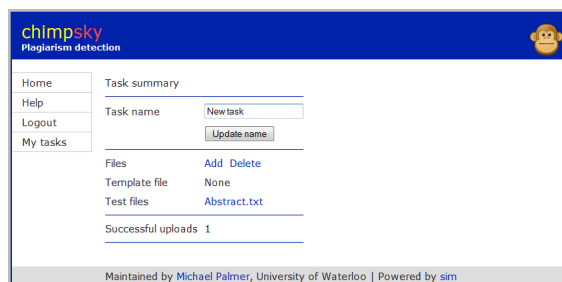 chimpsky
Plagiarism detection
Home
Help
Logout
My tasks
Task summary
Task name New task
Update name
Files Add Delete
Template file None
Test files Abstract.txt
Successful uploads 1
Maintained by Michael Palmer, University of Waterloo | Powered by sim